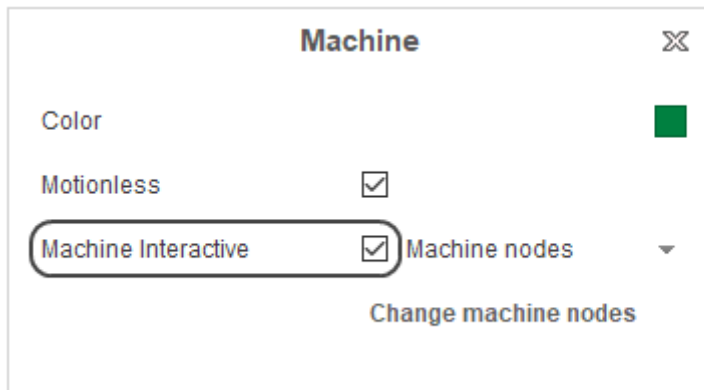 Machine
Color
Motionless
Machine Interactive Machine nodes
Change machine nodes